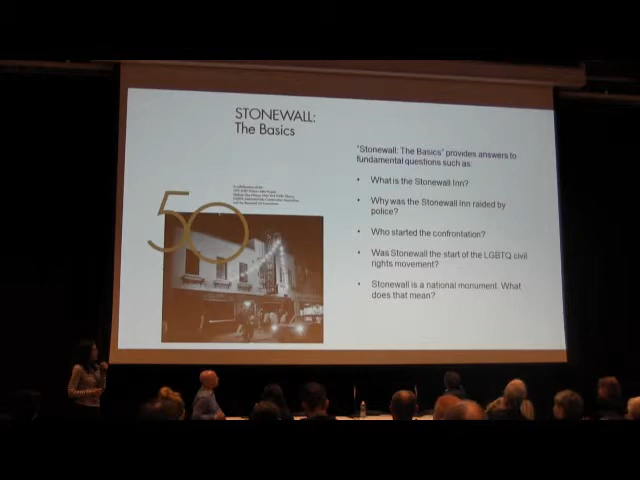 STONEWALL:
The Basics
50
"Stonewall: The Basics" provides answers to
fundamental questions such as:
• What is the Stonewall Inn?
• Why was the Stonewall Inn raided by
police?
• Who started the confrontation?
• Was Stonewall the start of the LGBTQ civil
rights movement?
• Stonewall is a national monument. What
does that mean?